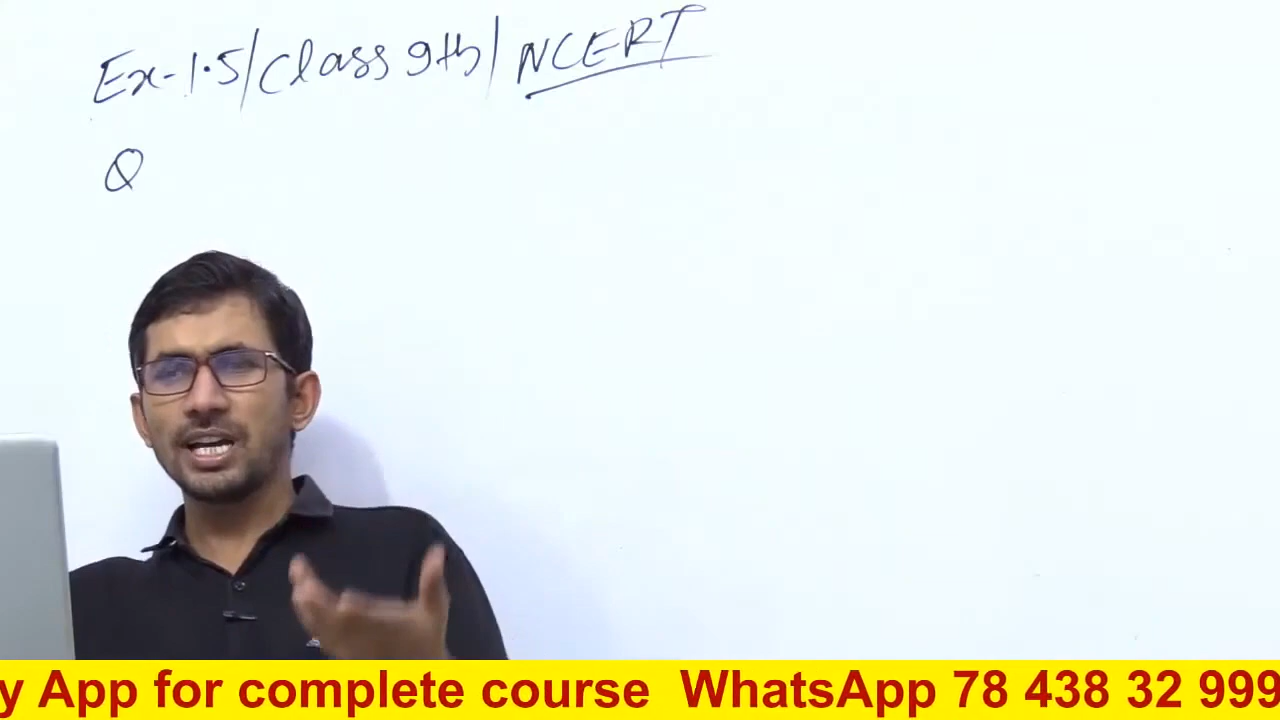 Ex-1.5/Class 9th/NCERT
Q
y App for complete course WhatsApp 78 438 32 999